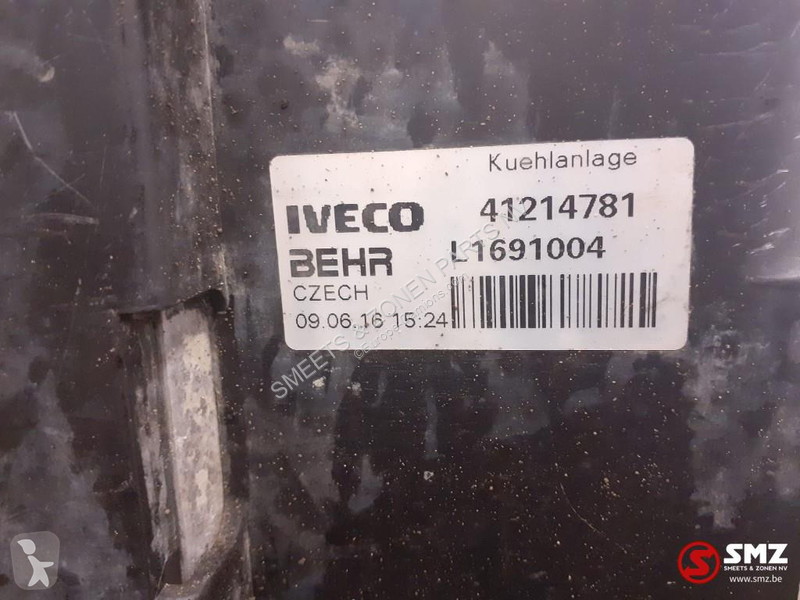 Kuehlanlage
IVECO 41214781
BEHR L1691004
CZECH
09.06.16 15:24
SMEETS & ZONEN PARTS
SMZ
SMEETS & ZONEN NV
www.smz.be